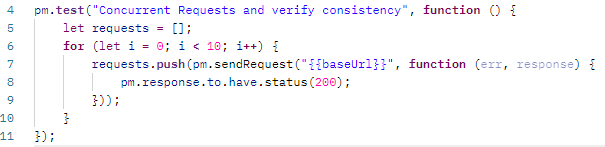 4 pm.test("Concurrent Requests and verify consistency", function () {
5 let requests = [];
6 for (let i = 0; i < 10; i++) {
7 requests.push(pm.sendRequest("{{baseUrl}}", function (err, response) {
8 pm.response.to.have.status(200);
9 }));
10 }
11 });